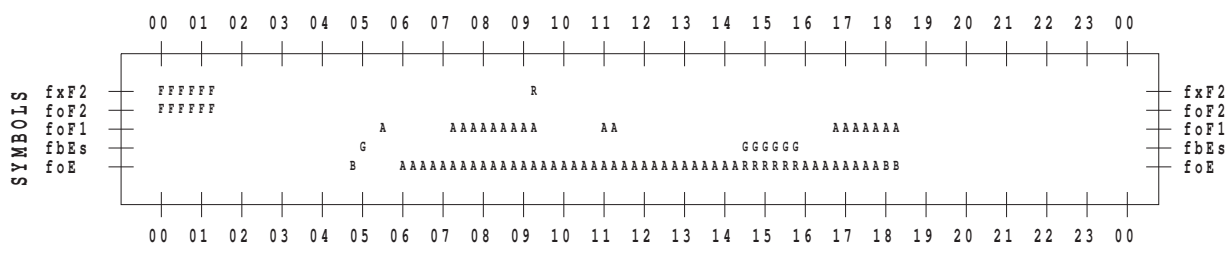 00 01 02 03 04 05 06 07 08 09 10 11 12 13 14 15 16 17 18 19 20 21 22 23 00
SYMBOLS
fxF2 FFFFFF R fxF2
foF2 FFFFFF foF2
foF1 A AAAAAAAAA AA AAAAAAA foF1
fbEs G GGGGGG fbEs
foE B AAAAAAAAAAAAAAAAAAAAAAAAAAAAAAAAAARRRRRRAAAAAAAABB foE
00 01 02 03 04 05 06 07 08 09 10 11 12 13 14 15 16 17 18 19 20 21 22 23 00